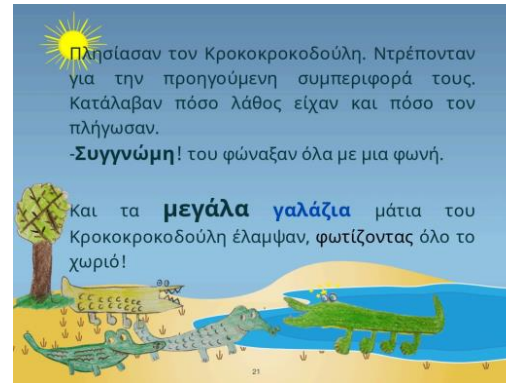 Πλησίασαν τον Κροκοκροκοδούλη. Ντρέπονταν
για την προηγούμενη συμπεριφορά τους.
Κατάλαβαν πόσο λάθος είχαν και πόσο τον
πλήγωσαν.
-Συγγνώμη! του φώναξαν όλα με μια φωνή.
Και τα μεγάλα γαλάζια μάτια του
Κροκοκροκοδούλη έλαμψαν, φωτίζοντας όλο το
χωριό!
21